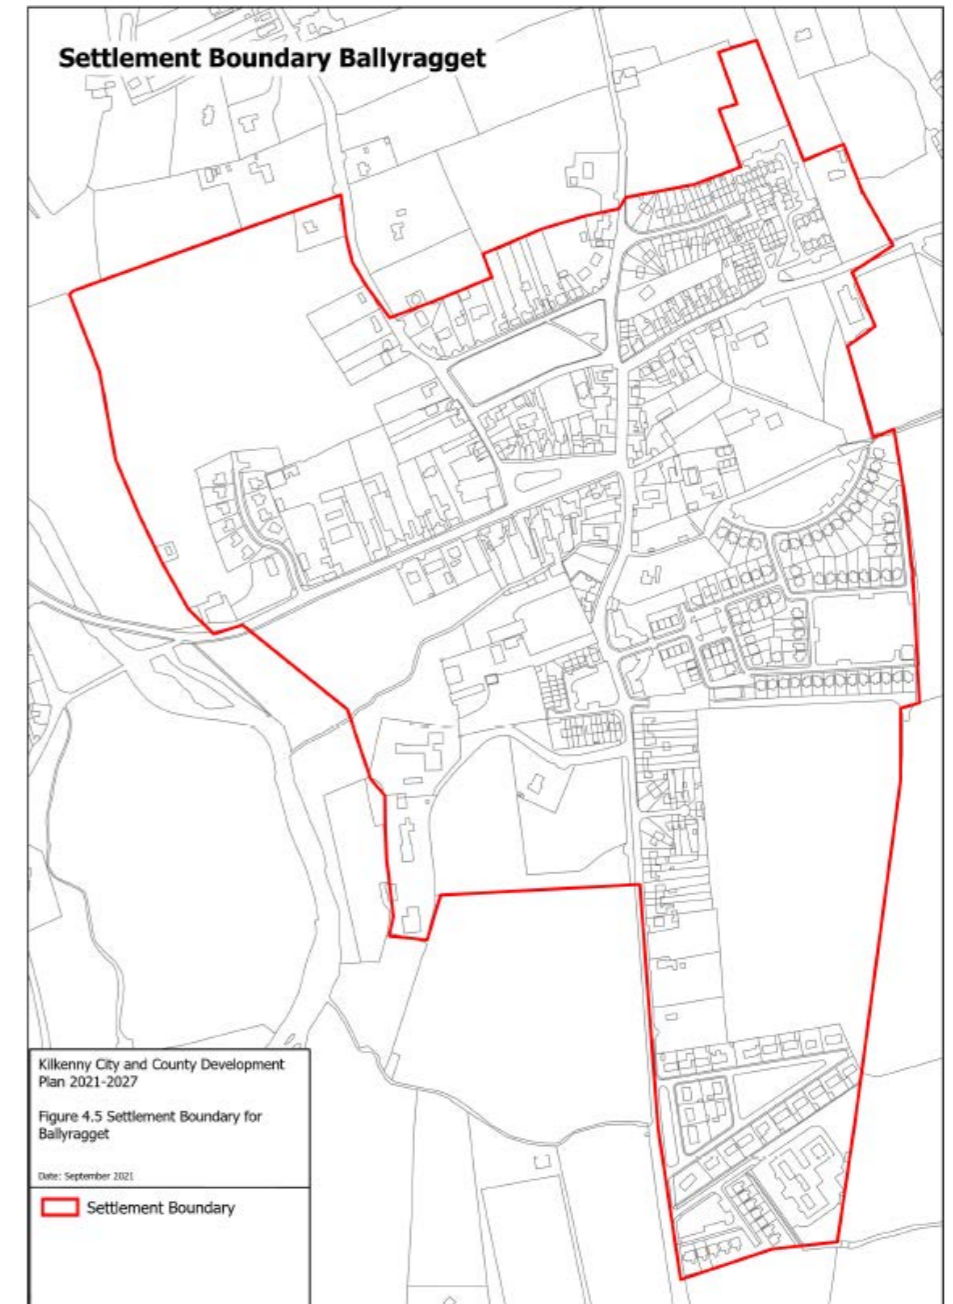 Settlement Boundary Ballyragget
Kilkenny City and County Development
Plan 2021-2027
Figure 4.5 Settlement Boundary for
Ballyragget
Date: September 2021
Settlement Boundary